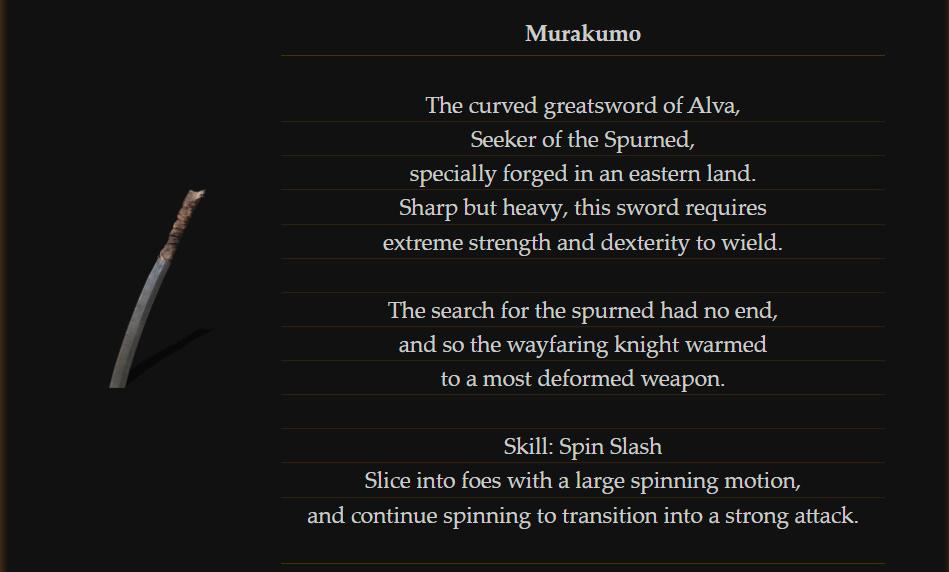 Murakumo
The curved greatsword of Alva,
Seeker of the Spurned,
specially forged in an eastern land.
Sharp but heavy, this sword requires
extreme strength and dexterity to wield.
The search for the spurned had no end,
and so the wayfaring knight warmed
to a most deformed weapon.
Skill: Spin Slash
Slice into foes with a large spinning motion,
and continue spinning to transition into a strong attack.